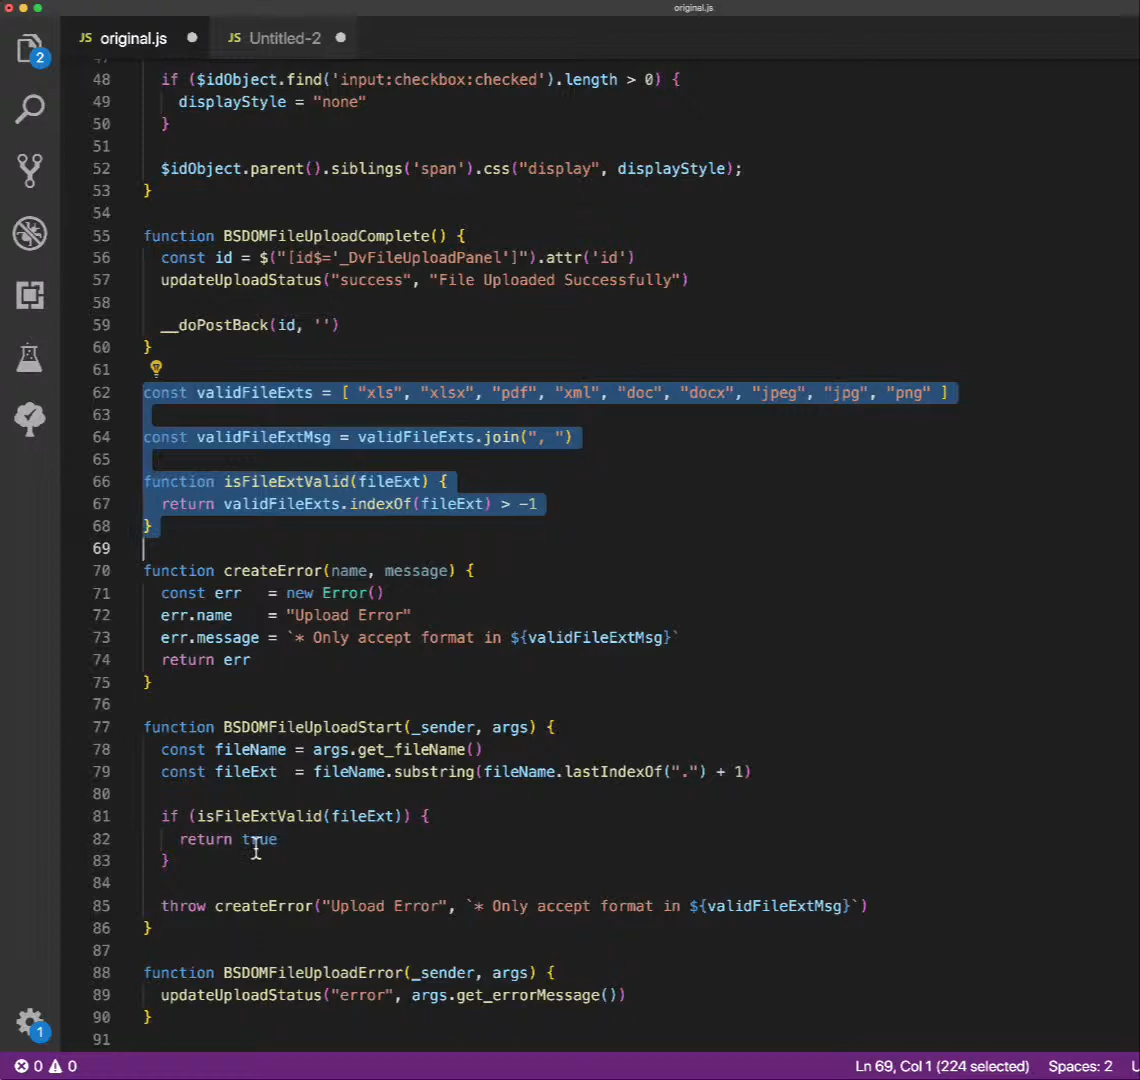 original.js
JS original.js
JS Untitled-2
2
48 if ($idObject.find('input:checkbox:checked').length > 0) {
49 displayStyle = "none"
50 }
51
52 $idObject.parent().siblings('span').css("display", displayStyle);
53 }
54
55 function BSDOMFileUploadComplete() {
56 const id = $("[id$='_DvFileUploadPanel']").attr('id')
57 updateUploadStatus("success", "File Uploaded Successfully")
58
59 __doPostBack(id, '')
60 }
61
62 const validFileExts = [ "xls", "xlsx", "pdf", "xml", "doc", "docx", "jpeg", "jpg", "png" ]
63
64 const validFileExtMsg = validFileExts.join(", ")
65
66 function isFileExtValid(fileExt) {
67 return validFileExts.indexOf(fileExt) > -1
68 }
69
70 function createError(name, message) {
71 const err = new Error()
72 err.name = "Upload Error"
73 err.message = `* Only accept format in ${validFileExtMsg}`
74 return err
75 }
76
77 function BSDOMFileUploadStart(_sender, args) {
78 const fileName = args.get_fileName()
79 const fileExt = fileName.substring(fileName.lastIndexOf(".") + 1)
80
81 if (isFileExtValid(fileExt)) {
82 return true
83 }
84
85 throw createError("Upload Error", `* Only accept format in ${validFileExtMsg}`)
86 }
87
88 function BSDOMFileUploadError(_sender, args) {
89 updateUploadStatus("error", args.get_errorMessage())
90 }
91
1
0 0
Ln 69, Col 1 (224 selected) Spaces: 2